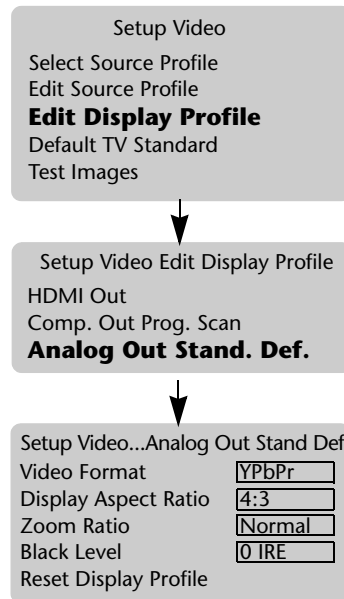 Setup Video
Select Source Profile
Edit Source Profile
Edit Display Profile
Default TV Standard
Test Images
Setup Video Edit Display Profile
HDMI Out
Comp. Out Prog. Scan
Analog Out Stand. Def.
Setup Video...Analog Out Stand Def
Video Format YPbPr
Display Aspect Ratio 4:3
Zoom Ratio Normal
Black Level 0 IRE
Reset Display Profile